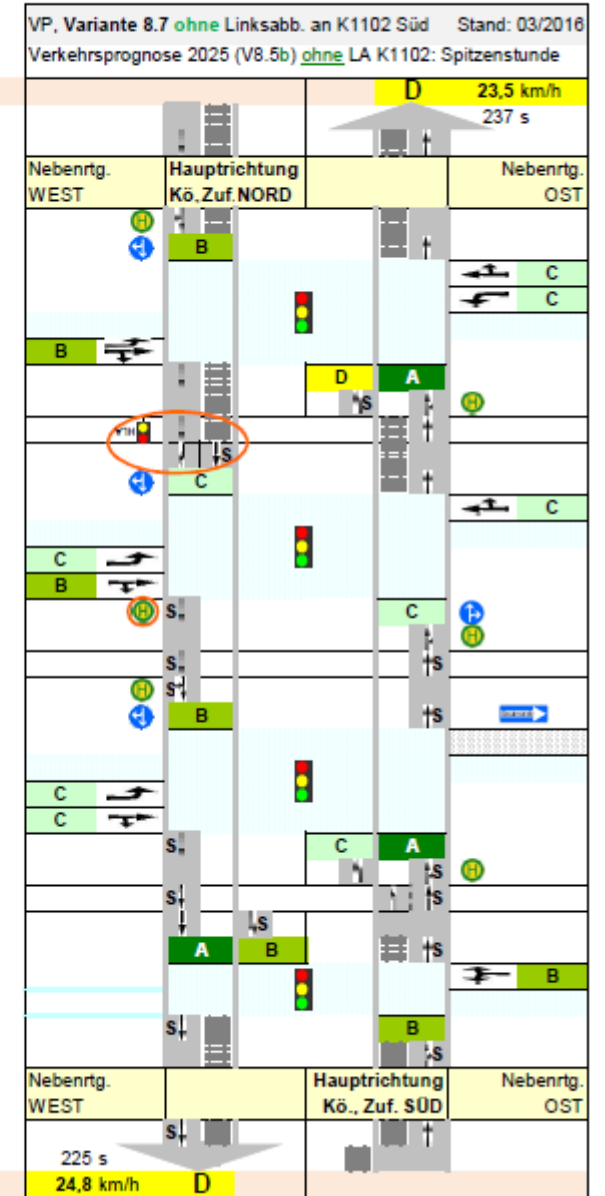 VP, Variante 8.7 ohne Linksabb. an K1102 Süd Stand: 03/2016
Verkehrsprognose 2025 (V8.5b) ohne LA K1102: Spitzenstunde
D 23,5 km/h
237 s
Nebenrtg. Hauptrichtung Nebenrtg.
WEST Kö,Zuf.NORD OST
H
B
C
C
B
D A
S H
S
C
C
C
B
H S C
H
S S
H S
B S
C
C
S C A
S H
S S
S
A B S
B
S B
S
Nebenrtg. Hauptrichtung Nebenrtg.
WEST Kö., Zuf. SÜD OST
S
225 s
24,8 km/h D